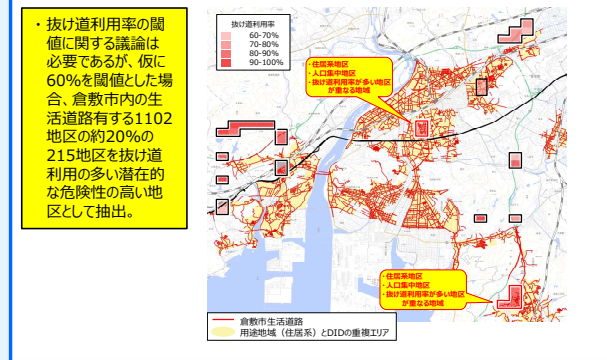 ・抜け道利用率の閾
値に関する議論は
必要であるが、仮に
60%を閾値とした場
合、倉敷市内の生
活道路有する1102
地区の約20%の
215地区を抜け道
利用の多い潜在的
な危険性の高い地
区として抽出。
抜け道利用率
60-70%
70-80%
80-90%
90-100%
・住居系地区
・人口集中地区
・抜け道利用率が多い地区
が重なる地域
・住居系地区
・人口集中地区
・抜け道利用率が多い地区
が重なる地域
倉敷市生活道路
用途地域（住居系）とDIDの重複エリア